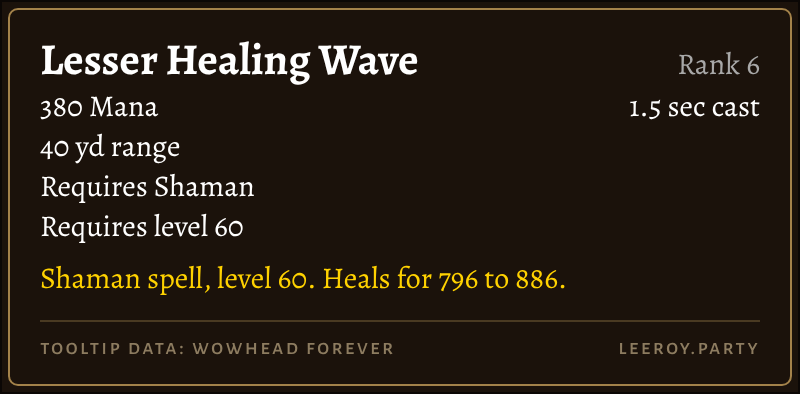 Lesser Healing Wave Rank 6
380 Mana 1.5 sec cast
40 yd range
Requires Shaman
Requires level 60
Shaman spell, level 60. Heals for 796 to 886.
TOOLTIP DATA: WOWHEAD FOREVER LEEROY.PARTY